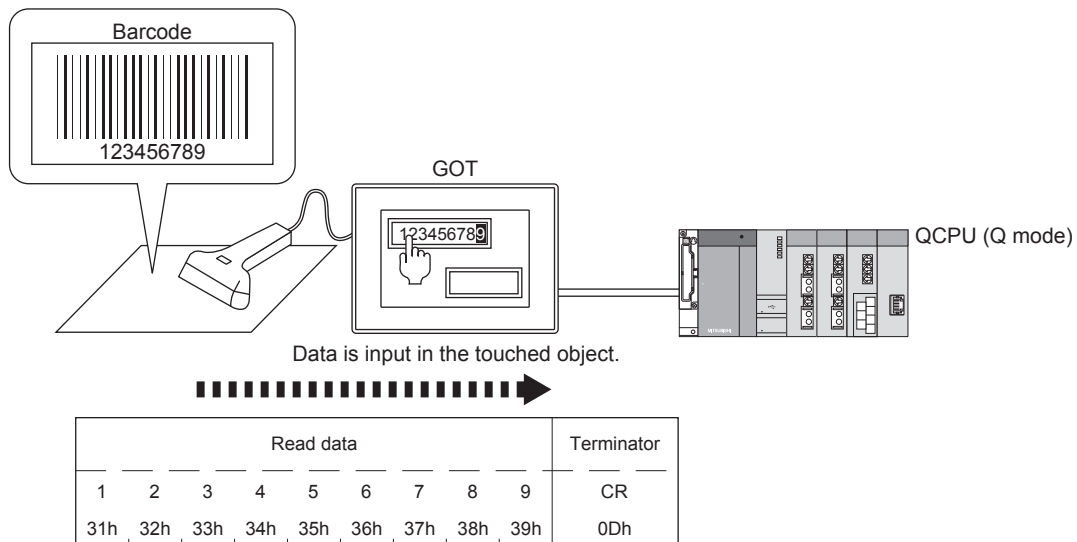 Barcode
123456789
GOT
123456789
QCPU (Q mode)
Data is input in the touched object.
Read data Terminator
1 2 3 4 5 6 7 8 9 CR
31h 32h 33h 34h 35h 36h 37h 38h 39h 0Dh